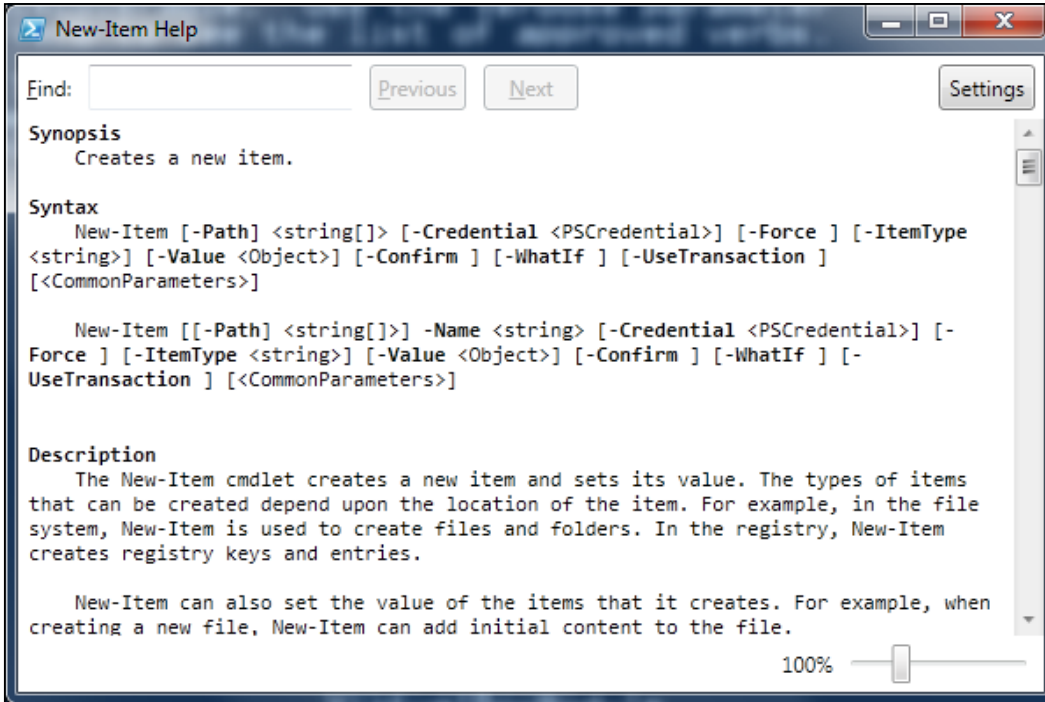 New-Item Help
Find:
Previous
Next
Settings
Synopsis
Creates a new item.
Syntax
New-Item [-Path] <string[]> [-Credential <PSCredential>] [-Force ] [-ItemType
<string>] [-Value <Object>] [-Confirm ] [-WhatIf ] [-UseTransaction ]
[<CommonParameters>]
New-Item [[-Path] <string[]>] -Name <string> [-Credential <PSCredential>] [-
Force ] [-ItemType <string>] [-Value <Object>] [-Confirm ] [-WhatIf ] [-
UseTransaction ] [<CommonParameters>]
Description
The New-Item cmdlet creates a new item and sets its value. The types of items
that can be created depend upon the location of the item. For example, in the file
system, New-Item is used to create files and folders. In the registry, New-Item
creates registry keys and entries.
New-Item can also set the value of the items that it creates. For example, when
creating a new file, New-Item can add initial content to the file.
100%